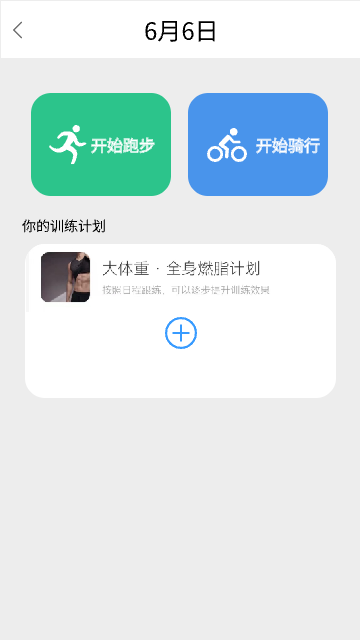 6月6日
开始跑步
开始骑行
你的训练计划
大体重 · 全身燃脂计划
按照日程跟练，可以逐步提升训练效果